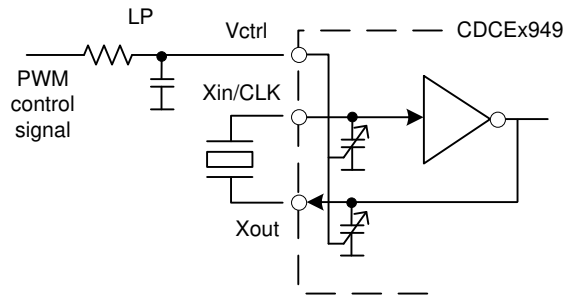 LP
Vctrl
CDCEx949
PWM
control
signal
Xin/CLK
Xout